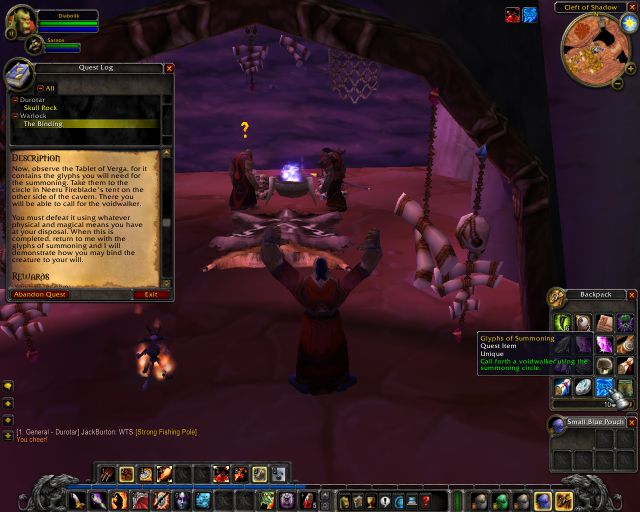 Diabolik
Saraos
Cleft of Shadow
Quest Log
All
Durotar
Skull Rock
Warlock
The Binding
Description
Now, observe the Tablet of Verga, for it
contains the glyphs you will need for
the summoning. Take them to the
circle in Neeru Fireblade's tent on the
other side of the cavern. There you
will be able to call for the voidwalker.
You must defeat it using whatever
physical and magical means you have
at your disposal. When this is
completed, return to me with the
glyphs of summoning and I will
demonstrate how you may bind the
creature to your will.
Rewards
Abandon Quest
Exit
Backpack
Glyphs of Summoning
Quest Item
Unique
Call forth a voidwalker using the
summoning circle.
Small Blue Pouch
[1. General - Durotar] JackBurton: WTS [Strong Fishing Pole]
You cheer!